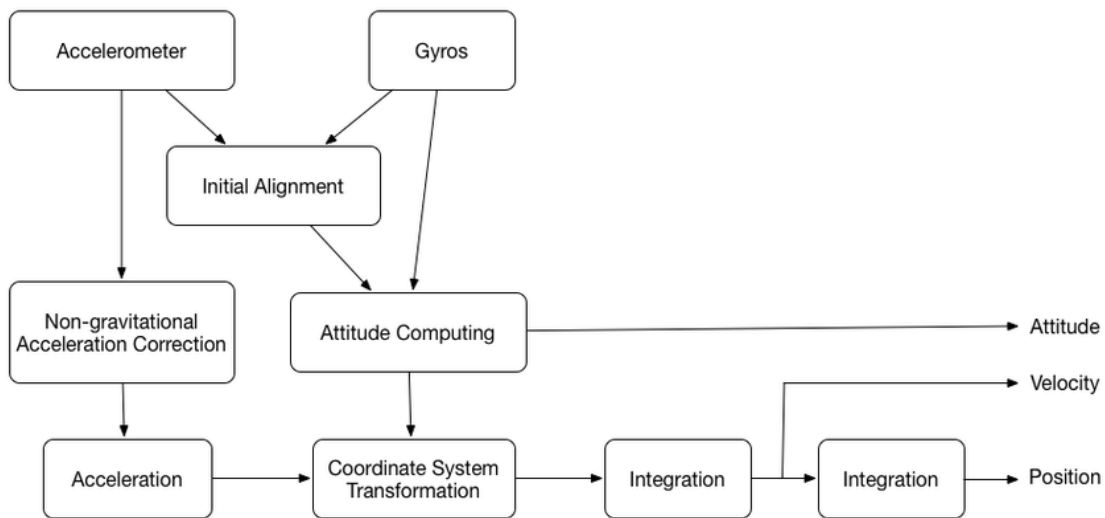 Accelerometer
Gyros
Initial Alignment
Non-gravitational
Acceleration Correction
Attitude Computing
Attitude
Velocity
Acceleration
Coordinate System
Transformation
Integration
Integration
Position